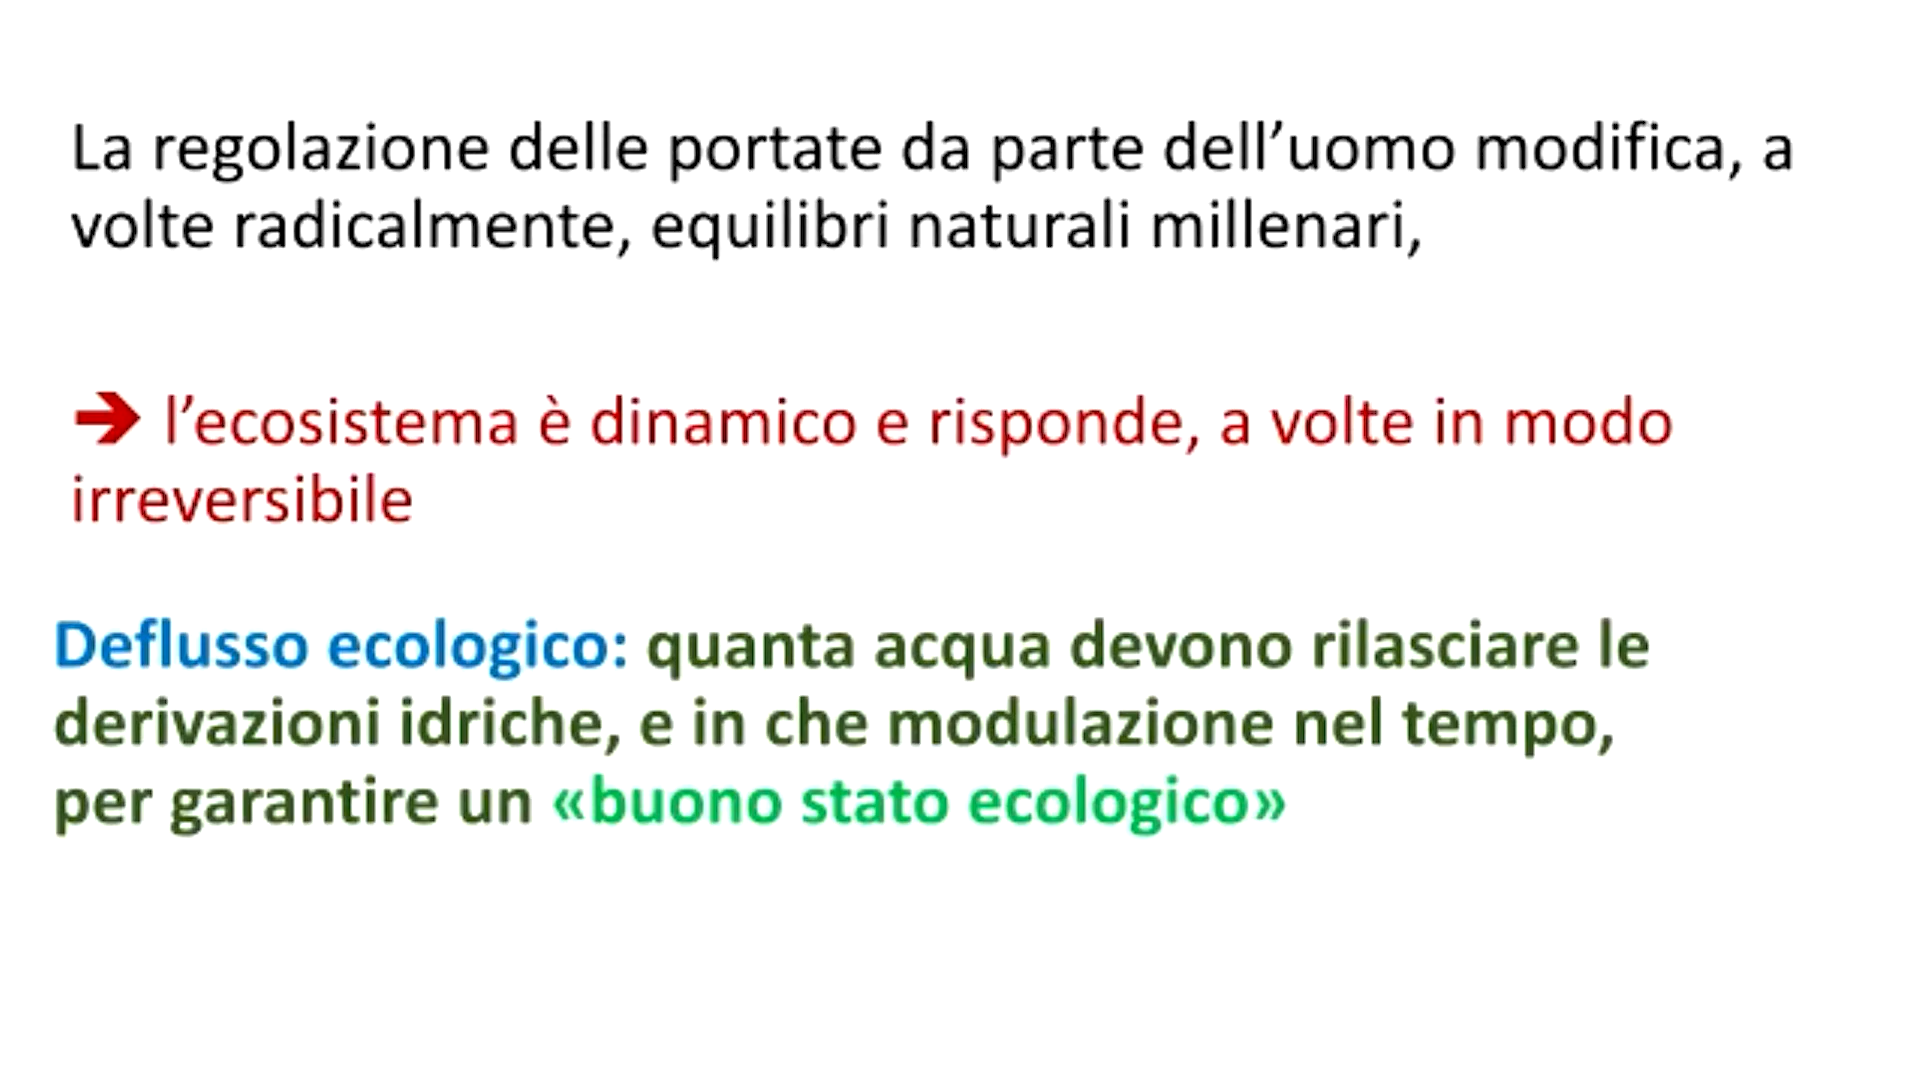 La regolazione delle portate da parte dell’uomo modifica, a
volte radicalmente, equilibri naturali millenari,
➔ l’ecosistema è dinamico e risponde, a volte in modo
irreversibile
Deflusso ecologico: quanta acqua devono rilasciare le
derivazioni idriche, e in che modulazione nel tempo,
per garantire un «buono stato ecologico»